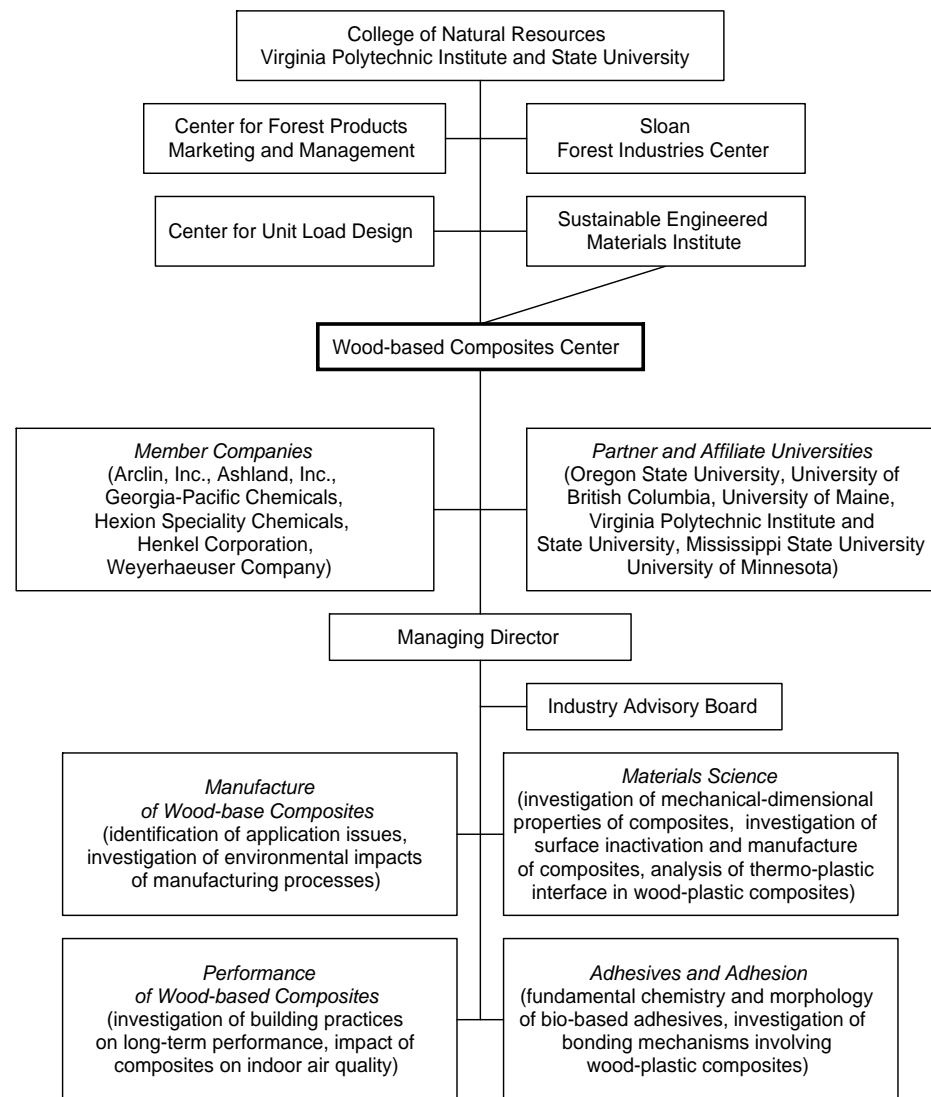 College of Natural Resources
Virginia Polytechnic Institute and State University
Center for Forest Products
Marketing and Management
Sloan
Forest Industries Center
Center for Unit Load Design
Sustainable Engineered
Materials Institute
Wood-based Composites Center
Member Companies
(Arclin, Inc., Ashland, Inc.,
Georgia-Pacific Chemicals,
Hexion Speciality Chemicals,
Henkel Corporation,
Weyerhaeuser Company)
Partner and Affiliate Universities
(Oregon State University, University of
British Columbia, University of Maine,
Virginia Polytechnic Institute and
State University, Mississippi State University
University of Minnesota)
Managing Director
Industry Advisory Board
Manufacture
of Wood-base Composites
(identification of application issues,
investigation of environmental impacts
of manufacturing processes)
Materials Science
(investigation of mechanical-dimensional
properties of composites, investigation of
surface inactivation and manufacture
of composites, analysis of thermo-plastic
interface in wood-plastic composites)
Performance
of Wood-based Composites
(investigation of building practices
on long-term performance, impact of
composites on indoor air quality)
Adhesives and Adhesion
(fundamental chemistry and morphology
of bio-based adhesives, investigation of
bonding mechanisms involving
wood-plastic composites)